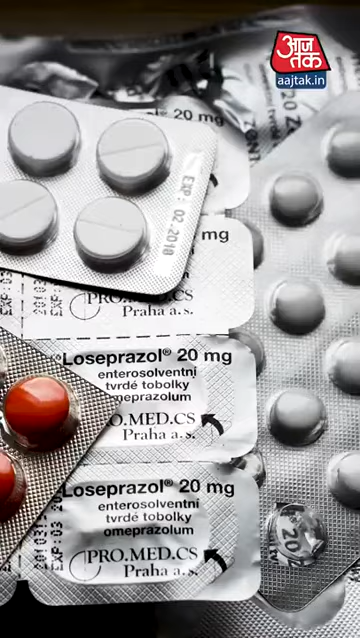 आज
तक
aajtak.in
20 mg
EXP: 02-2010
mg
PRO.MED.CS
Praha a.s.
Loseprazol® 20 mg
enterosolventní
tvrdé tobolky
omeprazolum
PRO.MED.CS
Praha a.s.
Loseprazol® 20 mg
enterosolventní
tvrdé tobolky
omeprazolum
PRO.MED.CS
Praha a.s.